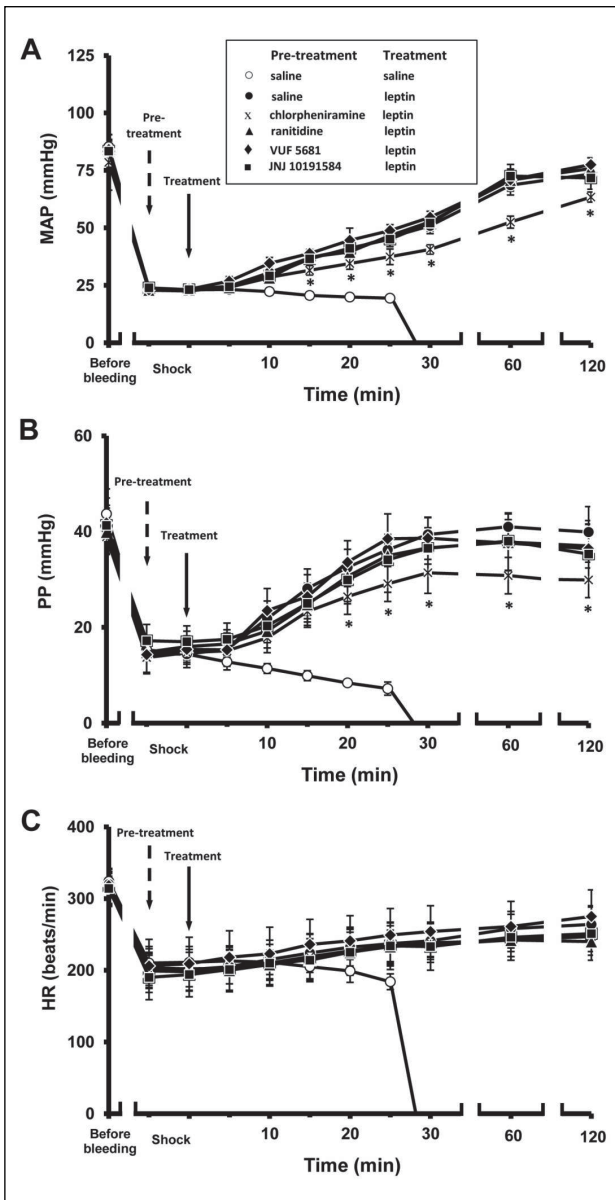 A
125
100
75
50
25
0
MAP (mmHg)
Pre-treatment Treatment
○ saline saline
● saline leptin
x chlorpheniramine leptin
▲ ranitidine leptin
◆ VUF 5681 leptin
■ JNJ 10191584 leptin
Pre-
treatment
Treatment
* * * * * *
Before
bleeding
Shock
10 20 30 60 120
Time (min)
B
60
40
20
0
PP (mmHg)
Pre-treatment
Treatment
* * * * *
Before
bleeding
Shock
10 20 30 60 120
Time (min)
C
400
300
200
100
0
HR (beats/min)
Pre-treatment
Treatment
Before
bleeding
Shock
10 20 30 60 120
Time (min)